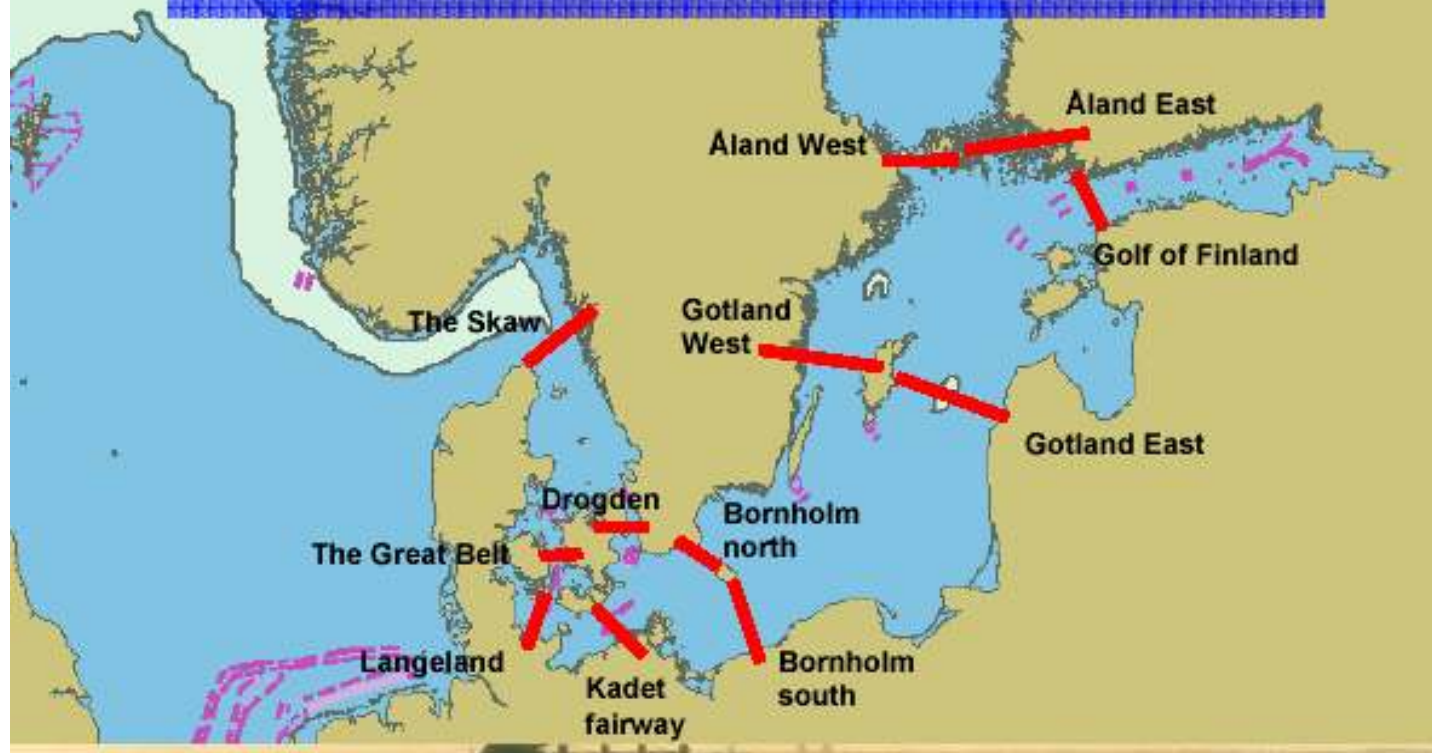 Åland East
Åland West
Golf of Finland
The Skaw
Gotland
West
Gotland East
Drogden
Bornholm
north
The Great Belt
Langeland
Bornholm
south
Kadet
fairway